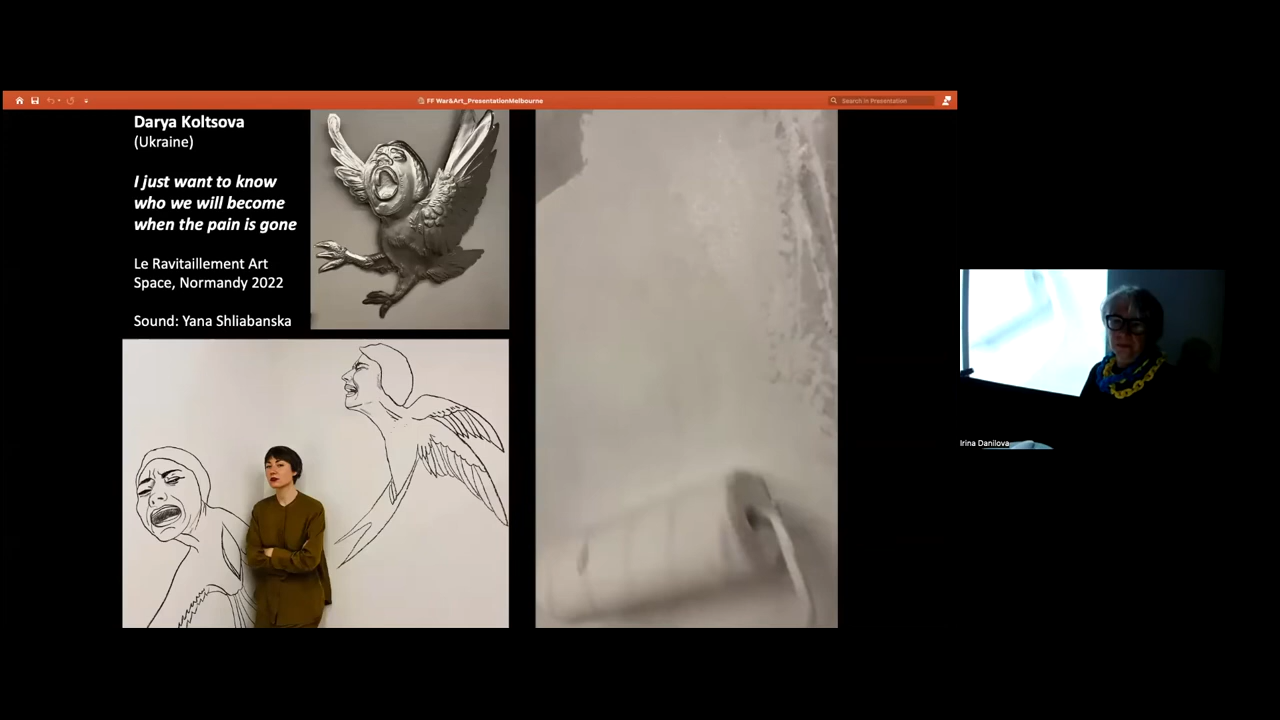 FF War&Art_PresentationMelbourne
Search in Presentation
Darya Koltsova
(Ukraine)
I just want to know
who we will become
when the pain is gone
Le Ravitaillement Art
Space, Normandy 2022
Sound: Yana Shliabanska
Irina Danilova